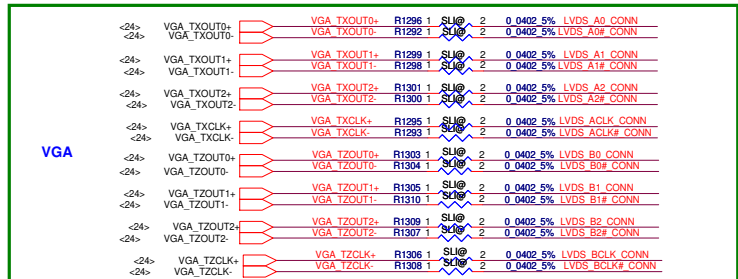 <24> VGA_TXOUT0+ VGA_TXOUT0+ R1296 1 SLI@ 2 0_0402_5% LVDS_A0_CONN
<24> VGA_TXOUT0- VGA_TXOUT0- R1292 1 SLI@ 2 0_0402_5% LVDS_A0#_CONN
<24> VGA_TXOUT1+ VGA_TXOUT1+ R1299 1 SLI@ 2 0_0402_5% LVDS_A1_CONN
<24> VGA_TXOUT1- VGA_TXOUT1- R1298 1 SLI@ 2 0_0402_5% LVDS_A1#_CONN
<24> VGA_TXOUT2+ VGA_TXOUT2+ R1301 1 SLI@ 2 0_0402_5% LVDS_A2_CONN
<24> VGA_TXOUT2- VGA_TXOUT2- R1300 1 SLI@ 2 0_0402_5% LVDS_A2#_CONN
<24> VGA_TXCLK+ VGA_TXCLK+ R1295 1 SLI@ 2 0_0402_5% LVDS_ACLK_CONN
<24> VGA_TXCLK- VGA_TXCLK- R1293 1 SLI@ 2 0_0402_5% LVDS_ACLK#_CONN
VGA
<24> VGA_TZOUT0+ VGA_TZOUT0+ R1303 1 SLI@ 2 0_0402_5% LVDS_B0_CONN
<24> VGA_TZOUT0- VGA_TZOUT0- R1304 1 SLI@ 2 0_0402_5% LVDS_B0#_CONN
<24> VGA_TZOUT1+ VGA_TZOUT1+ R1305 1 SLI@ 2 0_0402_5% LVDS_B1_CONN
<24> VGA_TZOUT1- VGA_TZOUT1- R1310 1 SLI@ 2 0_0402_5% LVDS_B1#_CONN
<24> VGA_TZOUT2+ VGA_TZOUT2+ R1309 1 SLI@ 2 0_0402_5% LVDS_B2_CONN
<24> VGA_TZOUT2- VGA_TZOUT2- R1307 1 SLI@ 2 0_0402_5% LVDS_B2#_CONN
<24> VGA_TZCLK+ VGA_TZCLK+ R1306 1 SLI@ 2 0_0402_5% LVDS_BCLK_CONN
<24> VGA_TZCLK- VGA_TZCLK- R1308 1 SLI@ 2 0_0402_5% LVDS_BCLK#_CONN